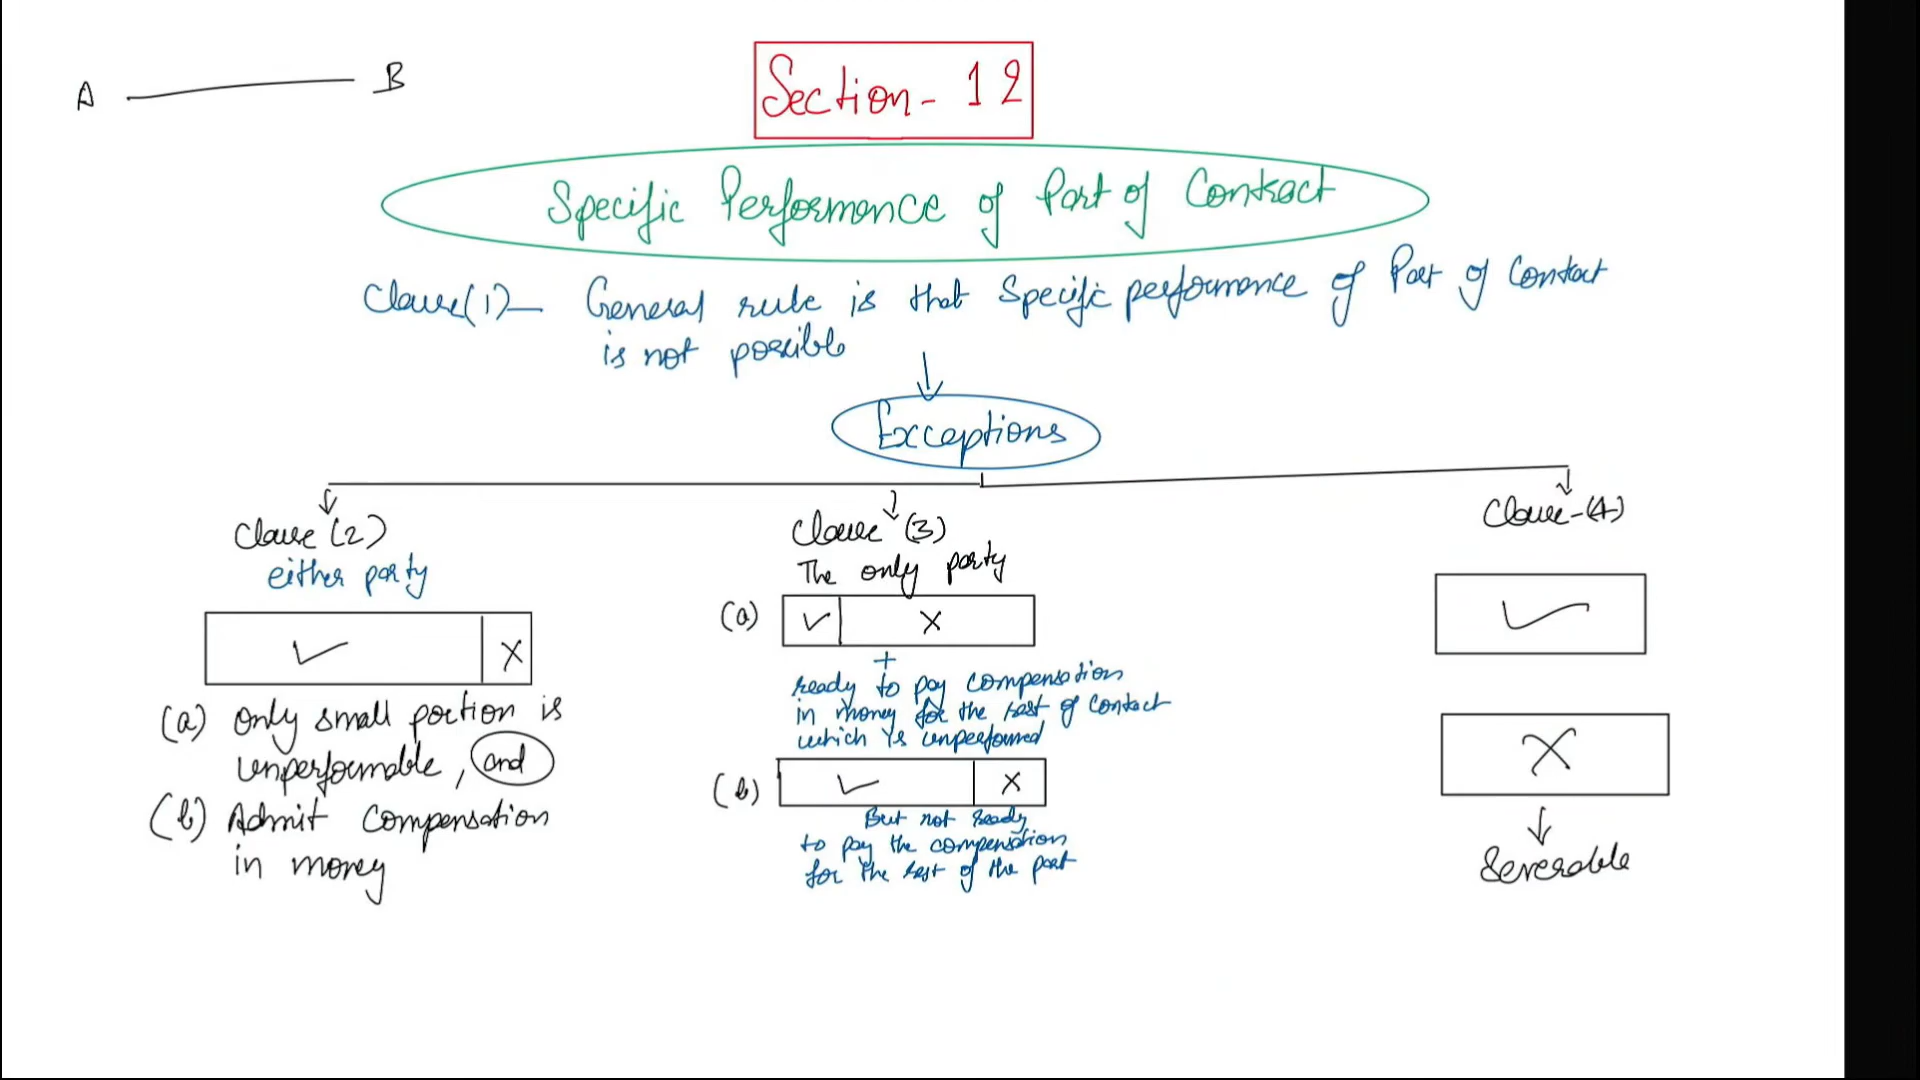 A B
Section - 12
Specific Performance of Part of Contract
Clause (1) - General rule is that Specific performance of Part of Contact
is not possible
Exceptions
Clause (2)
either party
✓ X
(a) Only small portion is
unperformable, and
(b) Admit Compensation
in money
Clause (3)
The only party
(a) ✓ X
+
ready to pay compensation
in money for the rest of contact
which is unperformed
(b) ✓ X
But not ready
to pay the compensation
for the rest of the part
Clause - (4)
✓
X
Severable